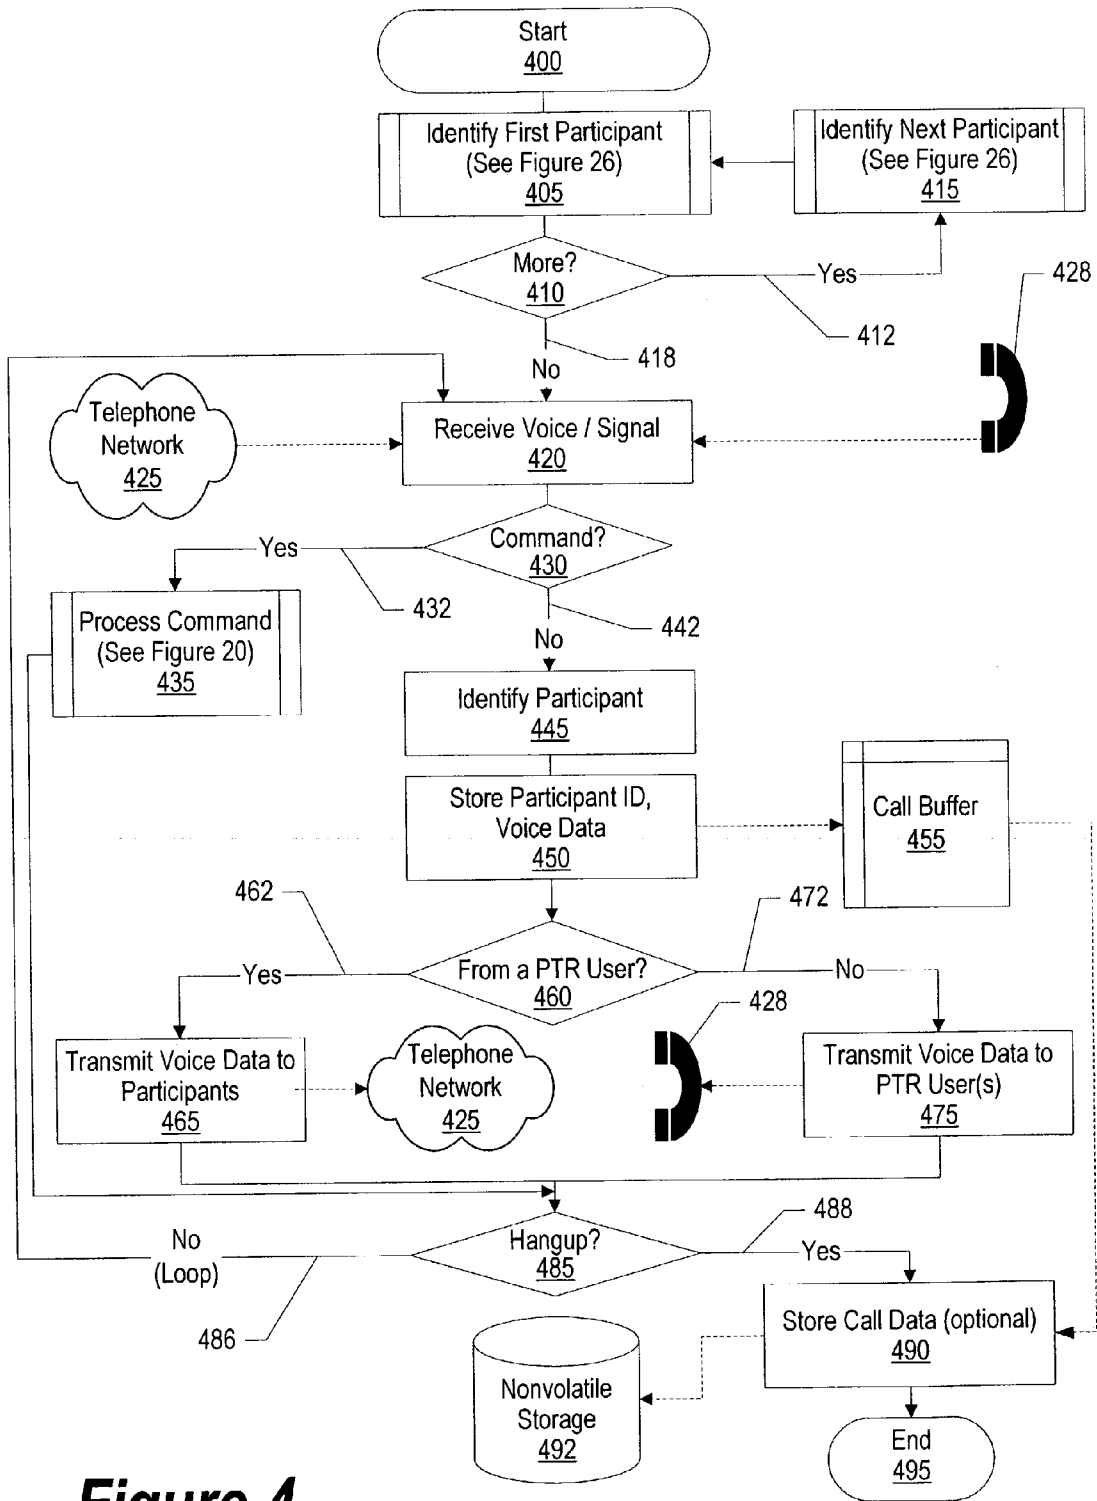 Start
400
Identify First Participant
(See Figure 26)
405
Identify Next Participant
(See Figure 26)
415
More?
410
Yes
412
428
418
No
Telephone
Network
425
Receive Voice / Signal
420
Command?
430
Yes
432
442
No
Process Command
(See Figure 20)
435
Identify Participant
445
Store Participant ID,
Voice Data
450
Call Buffer
455
462
472
From a PTR User?
460
Yes
No
428
Transmit Voice Data to
Participants
465
Telephone
Network
425
Transmit Voice Data to
PTR User(s)
475
488
Hangup?
485
No
(Loop)
Yes
486
Store Call Data (optional)
490
Nonvolatile
Storage
492
End
495
Figure 4